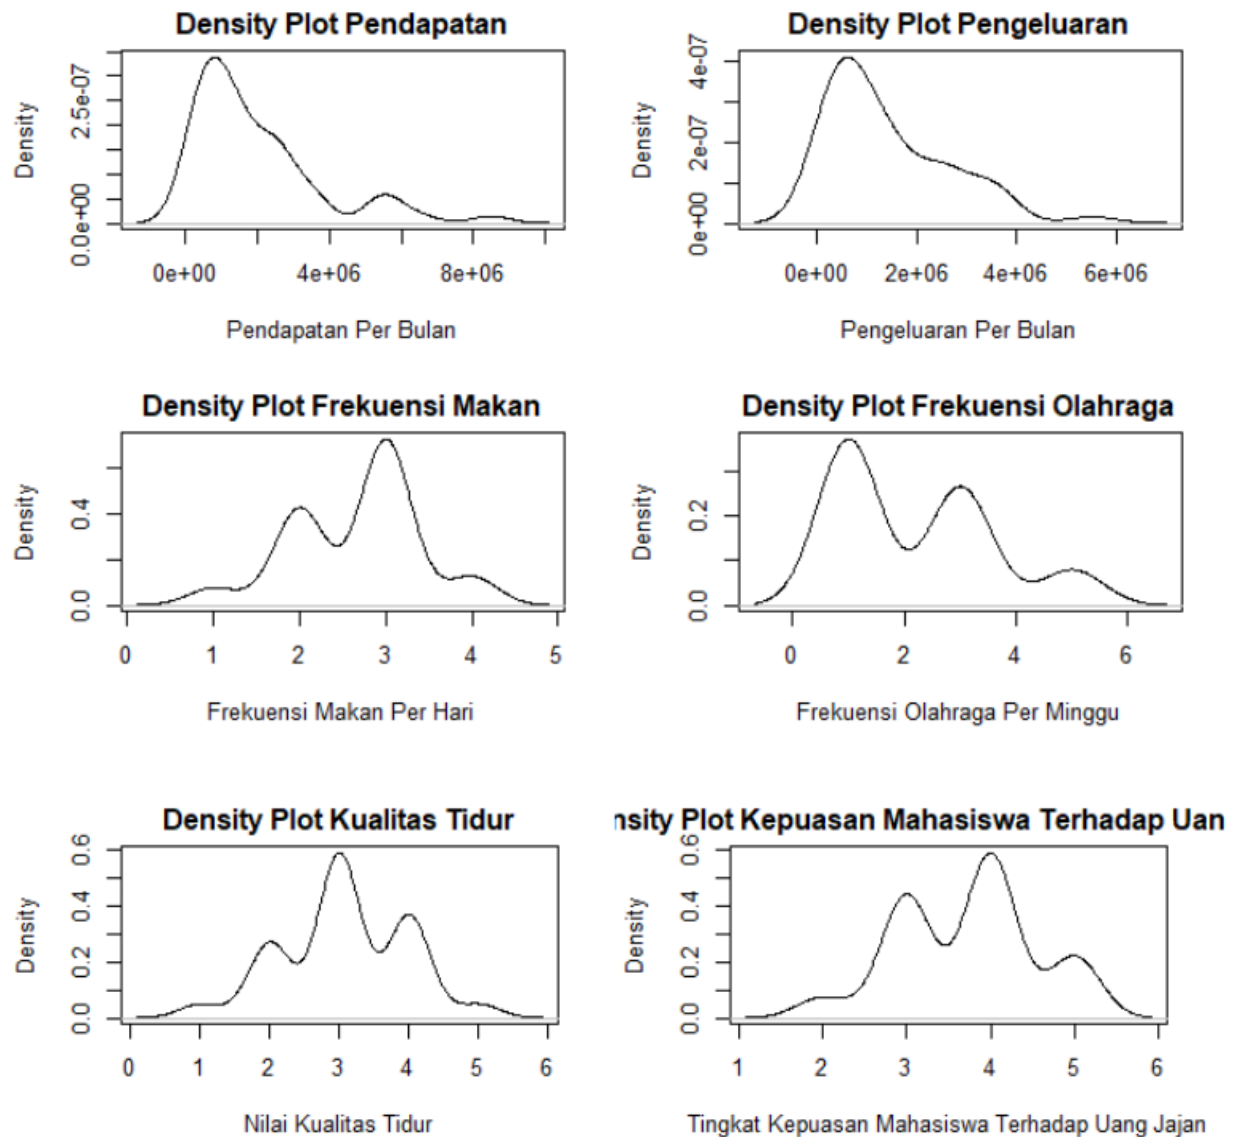 Density Plot Pendapatan
Density
0.0e+00 2.5e-07
0e+00 4e+06 8e+06
Pendapatan Per Bulan
Density Plot Pengeluaran
Density
0e+00 2e-07 4e-07
0e+00 2e+06 4e+06 6e+06
Pengeluaran Per Bulan
Density Plot Frekuensi Makan
Density
0.0 0.4
0 1 2 3 4 5
Frekuensi Makan Per Hari
Density Plot Frekuensi Olahraga
Density
0.0 0.2
0 2 4 6
Frekuensi Olahraga Per Minggu
Density Plot Kualitas Tidur
Density
0.0 0.2 0.4 0.6
0 1 2 3 4 5 6
Nilai Kualitas Tidur
nsity Plot Kepuasan Mahasiswa Terhadap Uan
Density
0.0 0.2 0.4 0.6
1 2 3 4 5 6
Tingkat Kepuasan Mahasiswa Terhadap Uang Jajan